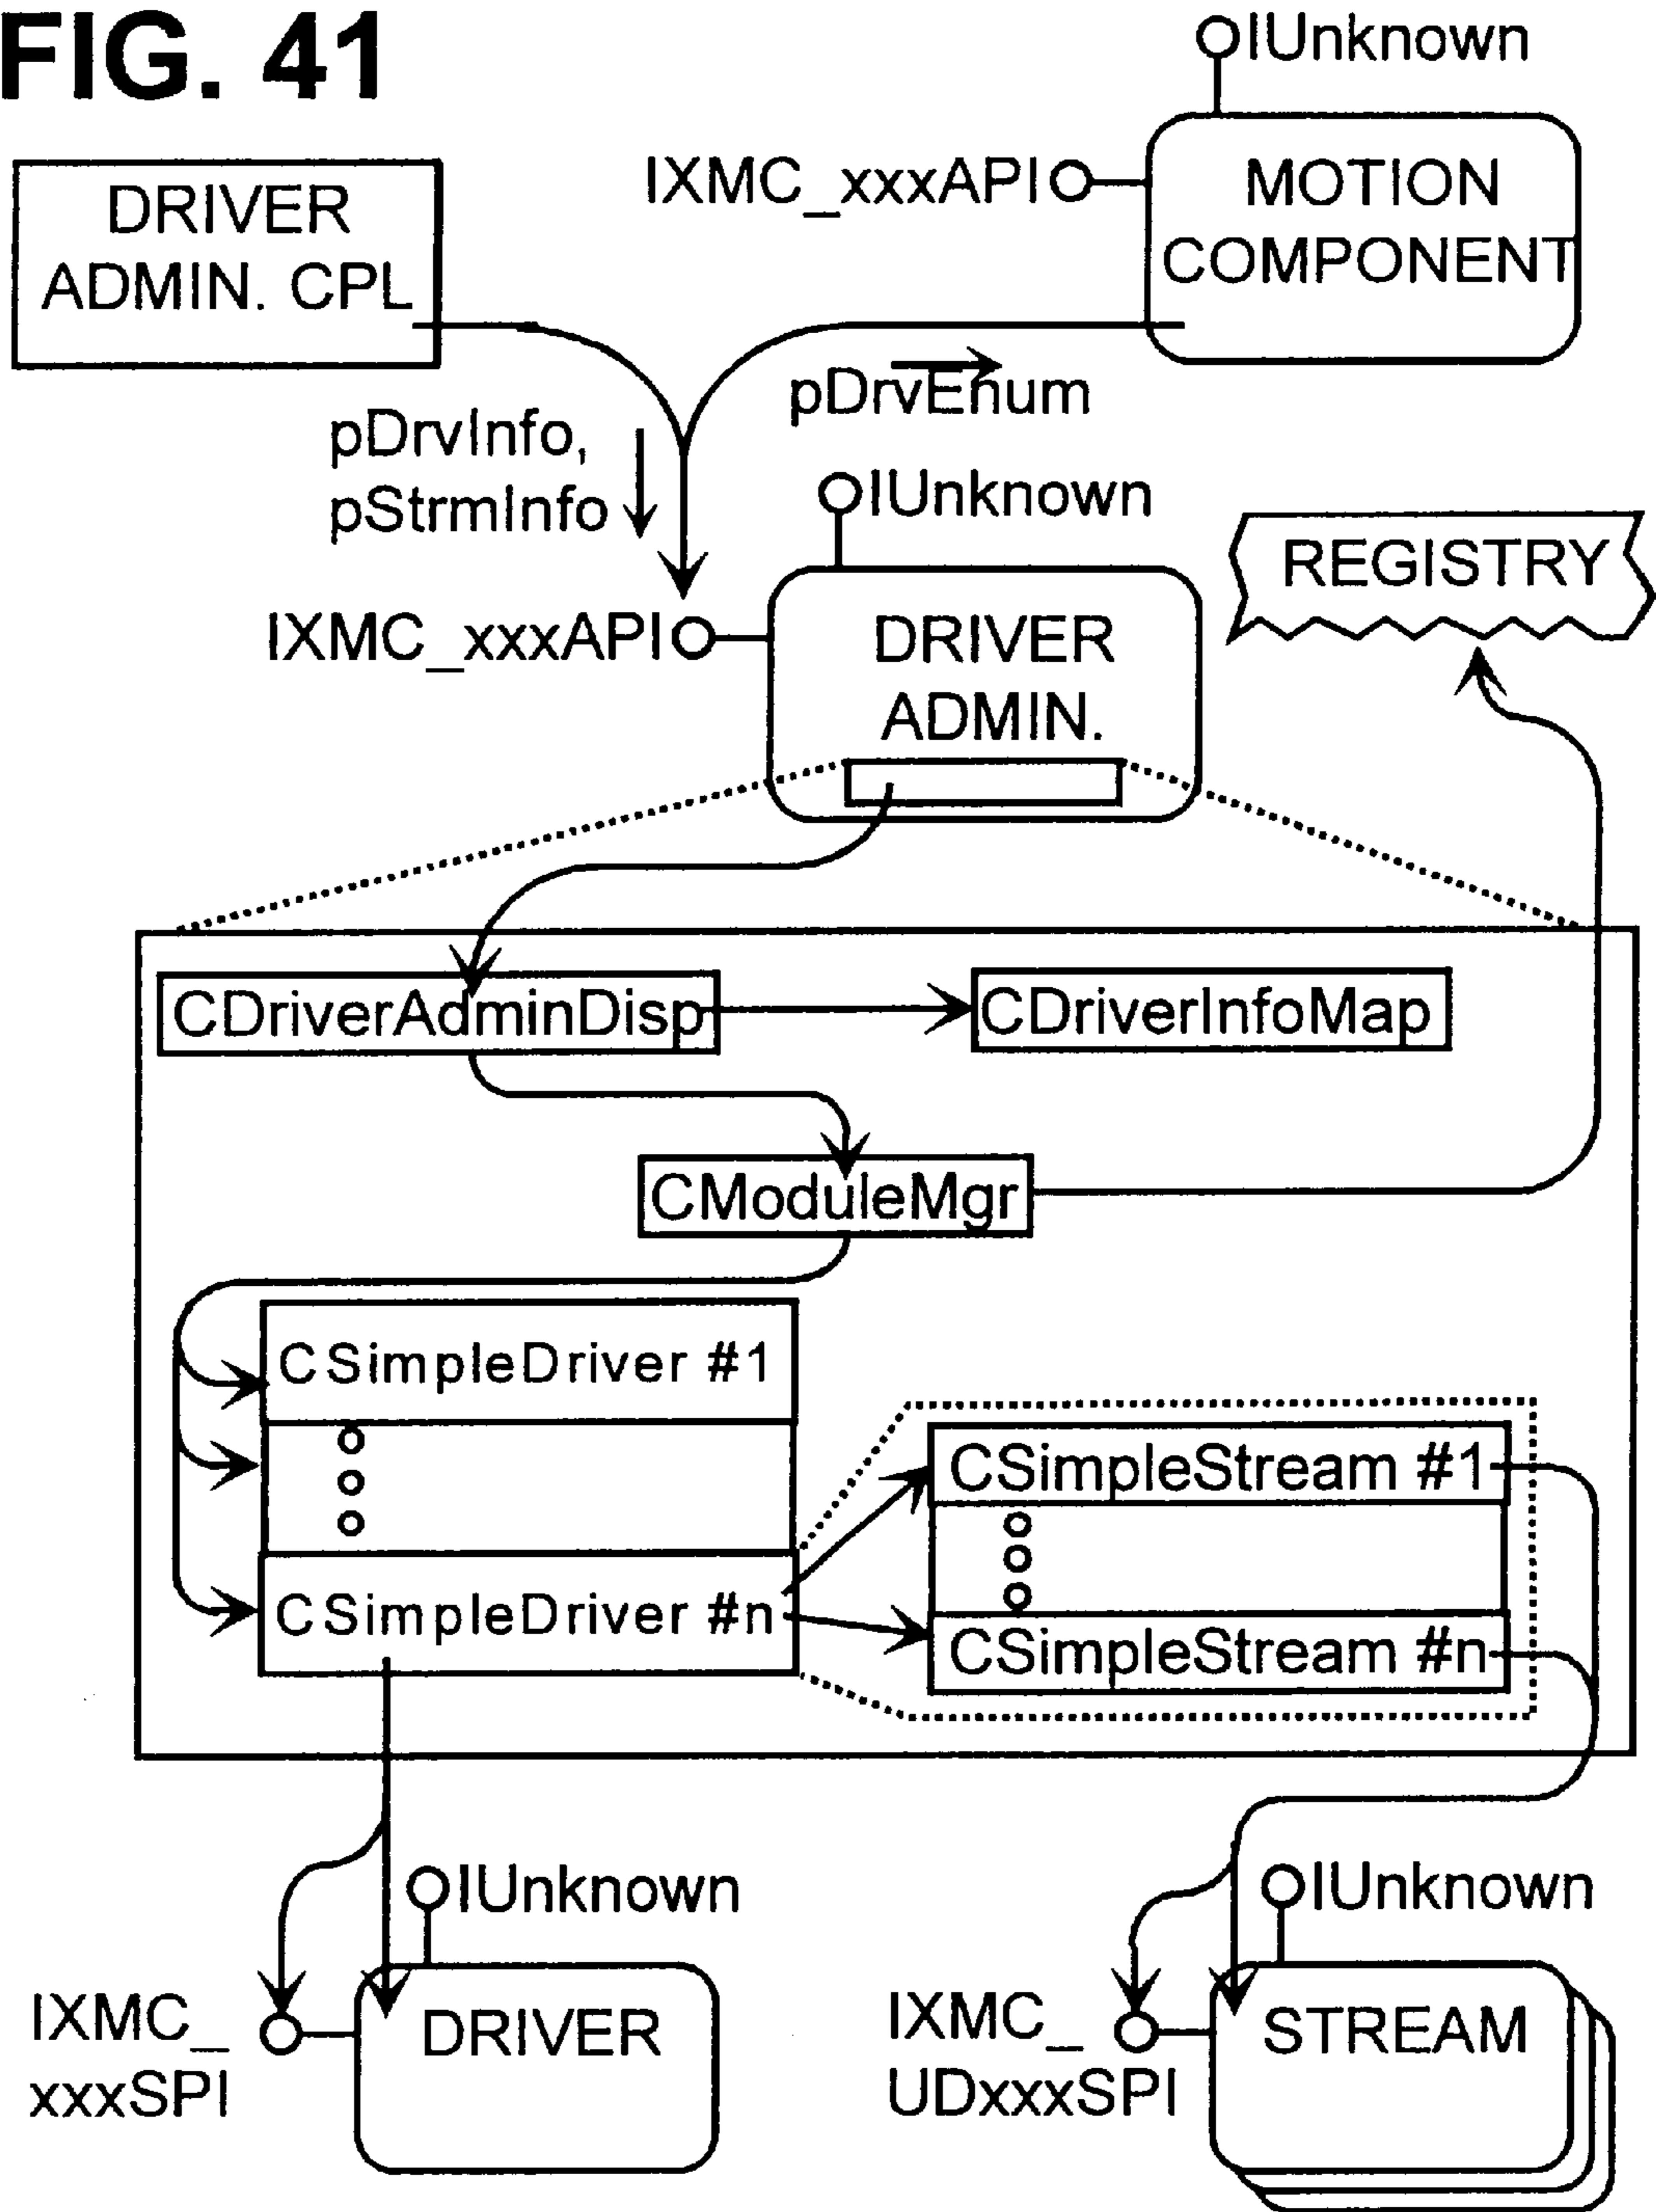 FIG. 41
IUnknown
IXMC_xxxAPI
MOTION
COMPONENT
DRIVER
ADMIN. CPL
pDrvEnum
pDrvInfo,
pStrmInfo
IUnknown
REGISTRY
IXMC_xxxAPI
DRIVER
ADMIN.
CDriverAdminDisp
CDriverInfoMap
CModuleMgr
CSimpleDriver #1
CSimpleStream #1
CSimpleDriver #n
CSimpleStream #n
IUnknown
IUnknown
IXMC_
xxxSPI
DRIVER
IXMC_
UDxxxSPI
STREAM